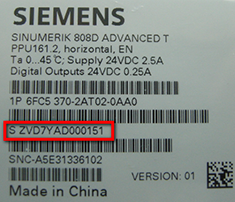 SIEMENS
SINUMERIK 808D ADVANCED T
PPU161.2, horizontal, EN
Ta 0...45°C; Supply 24VDC 2.5A
Digital Outputs 24VDC 0.25A
1P 6FC5 370-2AT02-0AA0
S ZVD7YAD000151
SNC-A5E31336102
VERSION: 01
Made in China